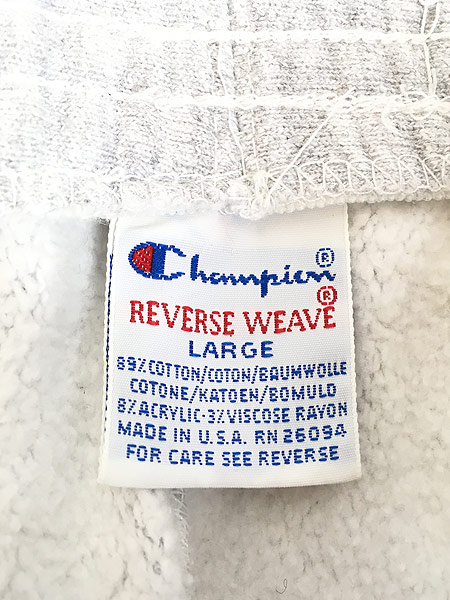 Champion®
REVERSE WEAVE®
LARGE
89% COTTON/COTON/BAUMWOLLE
COTONE/KATOEN/BOMULD
8% ACRYLIC-3% VISCOSE RAYON
MADE IN U.S.A. RN 26094
FOR CARE SEE REVERSE